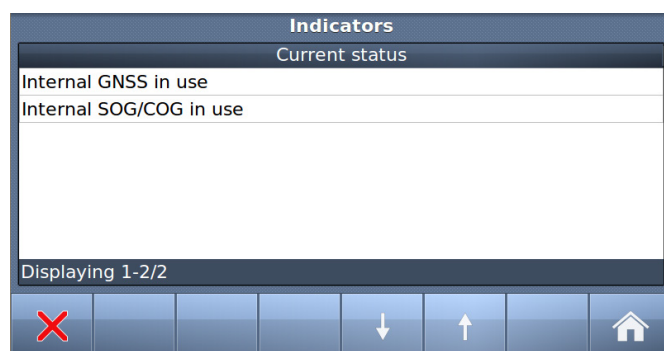 Indicators
Current status
Internal GNSS in use
Internal SOG/COG in use
Displaying 1-2/2